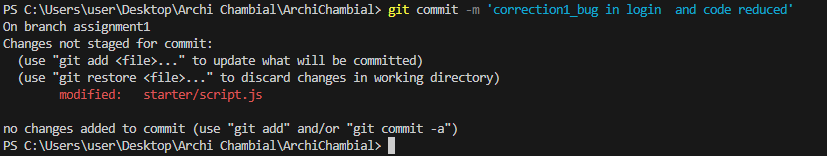 PS C:\Users\user\Desktop\Archi Chambial\ArchiChambial> git commit -m 'correction1_bug in login  and code reduced'
On branch assignment1
Changes not staged for commit:
  (use "git add <file>..." to update what will be committed)
  (use "git restore <file>..." to discard changes in working directory)
        modified:   starter/script.js

no changes added to commit (use "git add" and/or "git commit -a")
PS C:\Users\user\Desktop\Archi Chambial\ArchiChambial>